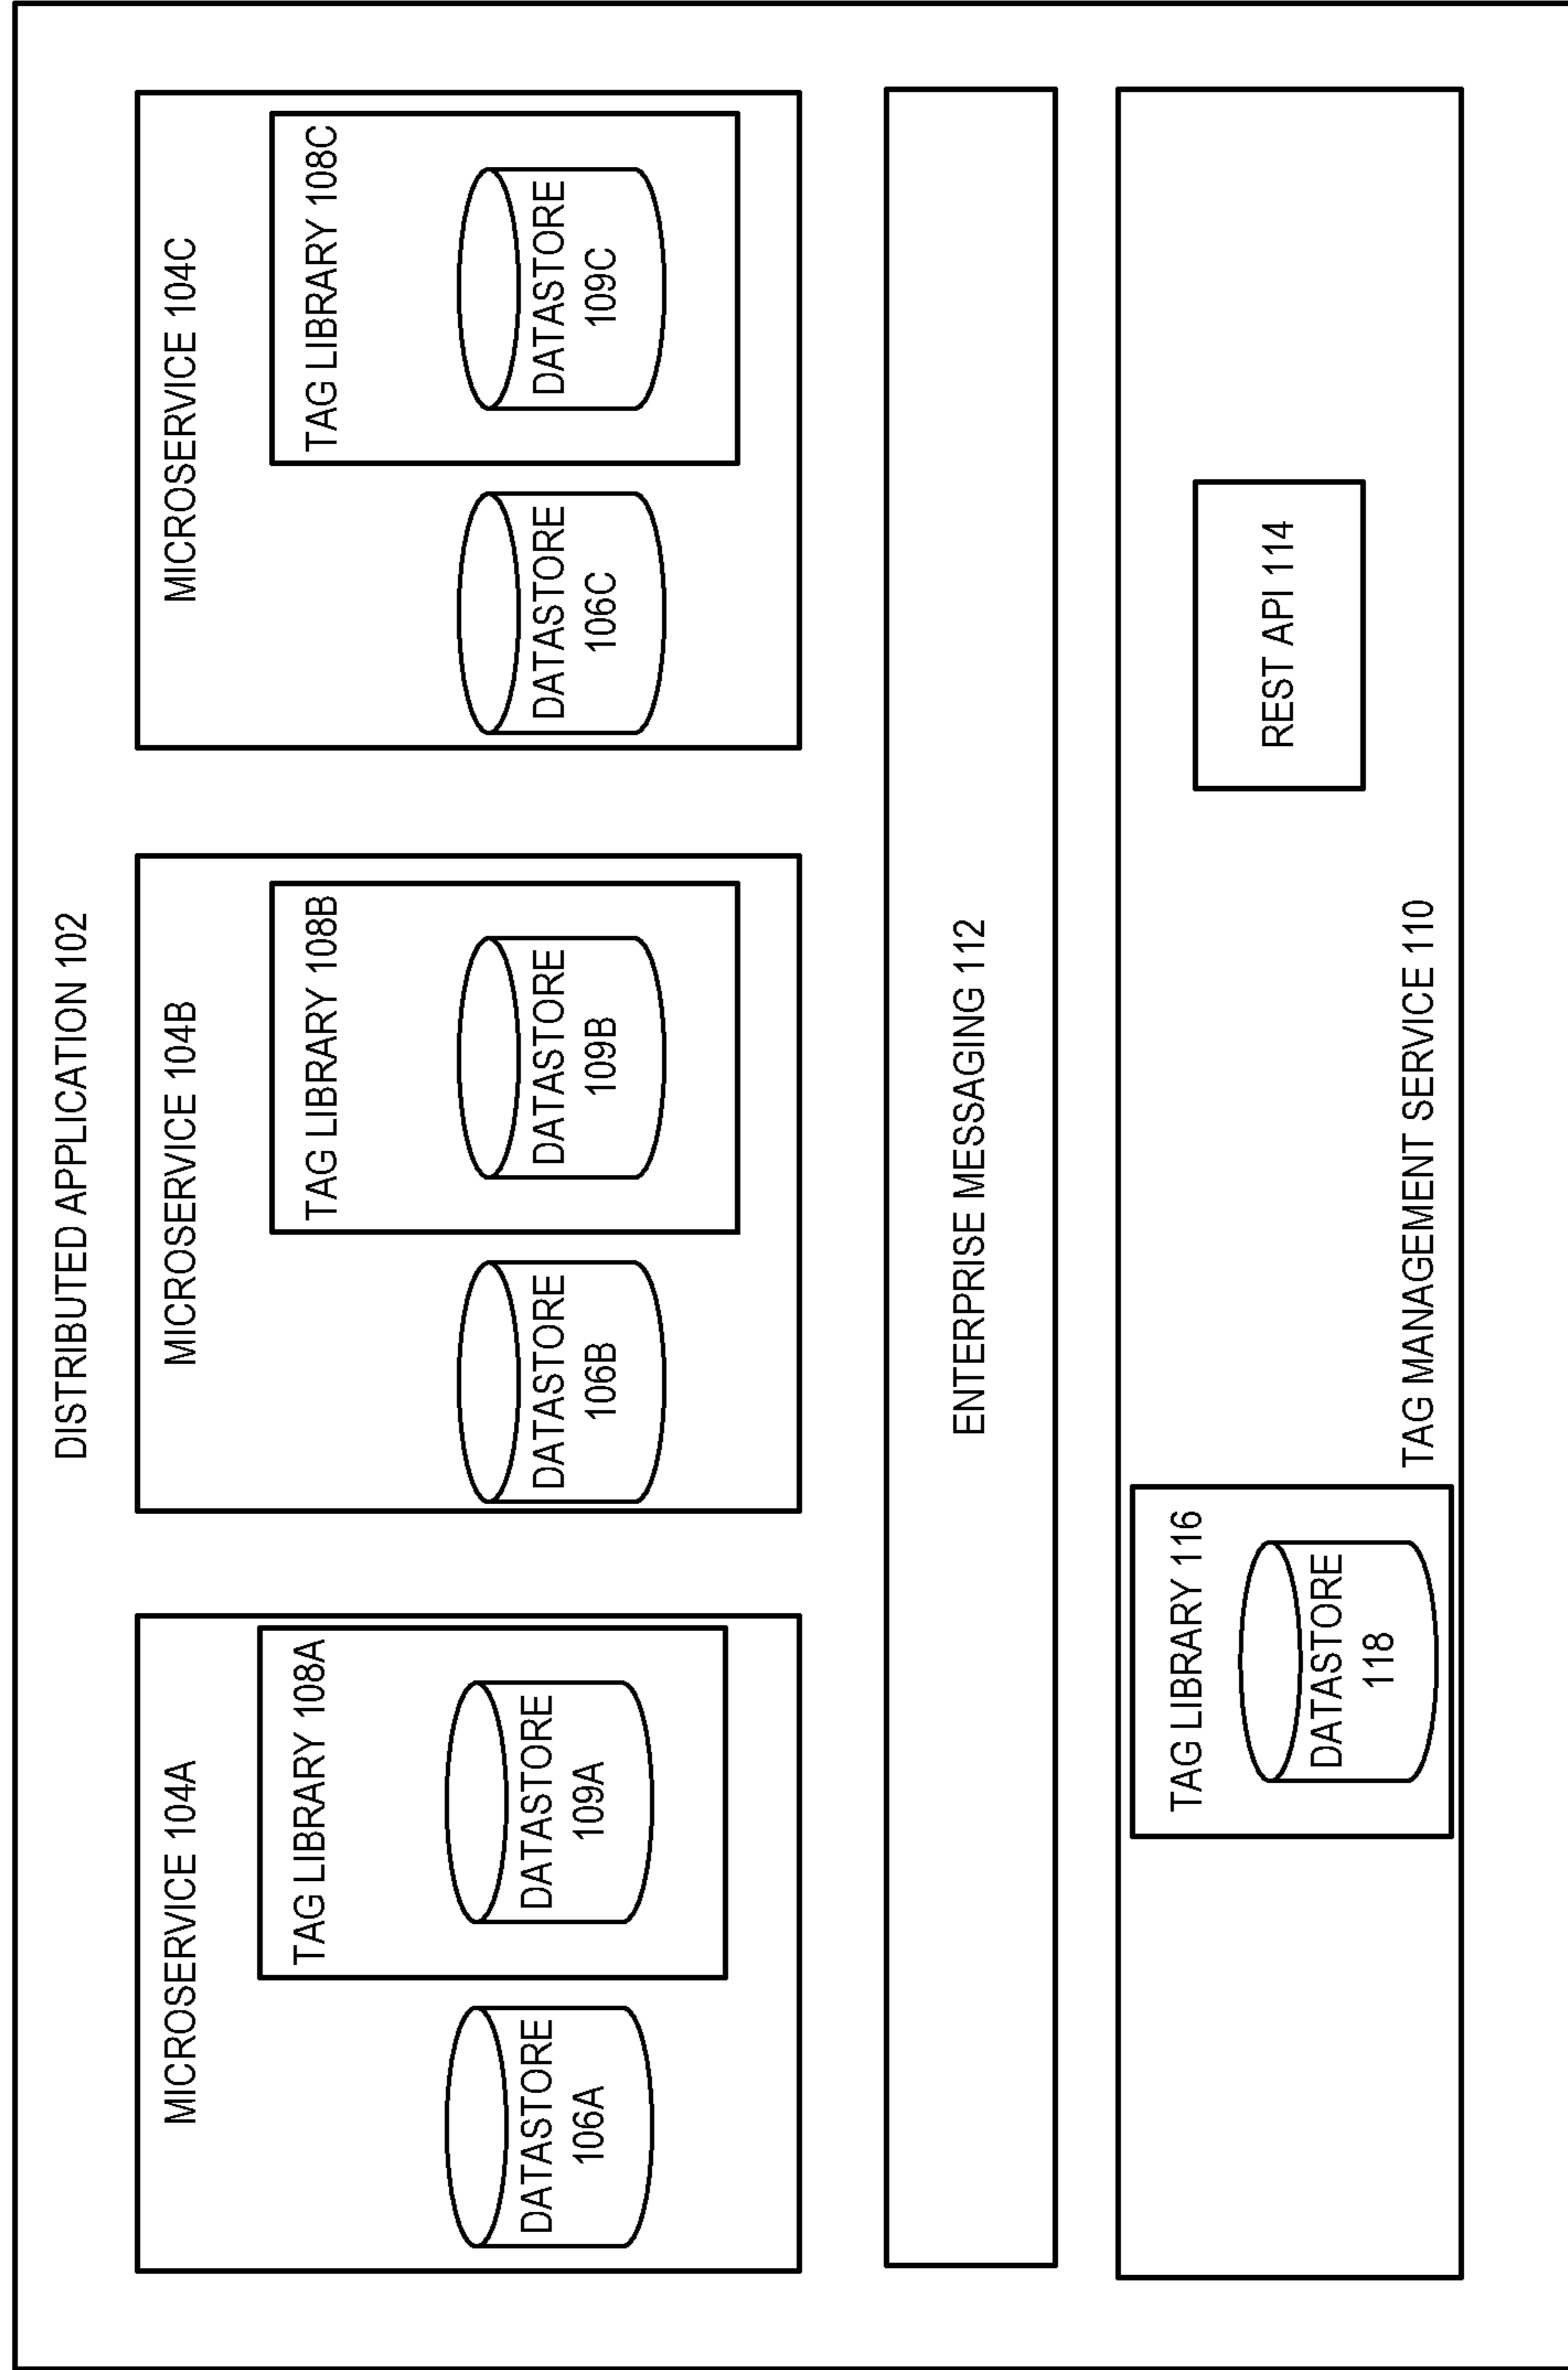 DISTRIBUTED APPLICATION 102
MICROSERVICE 104A
TAG LIBRARY 108A
DATASTORE
106A
DATASTORE
109A
MICROSERVICE 104B
TAG LIBRARY 108B
DATASTORE
106B
DATASTORE
109B
MICROSERVICE 104C
TAG LIBRARY 108C
DATASTORE
106C
DATASTORE
109C
ENTERPRISE MESSAGING 112
TAG LIBRARY 116
DATASTORE
118
REST API 114
TAG MANAGEMENT SERVICE 110